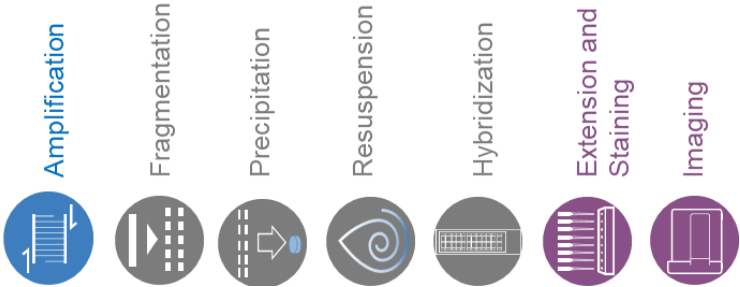 Amplification
Fragmentation
Precipitation
Resuspension
Hybridization
Extension and
Staining
Imaging